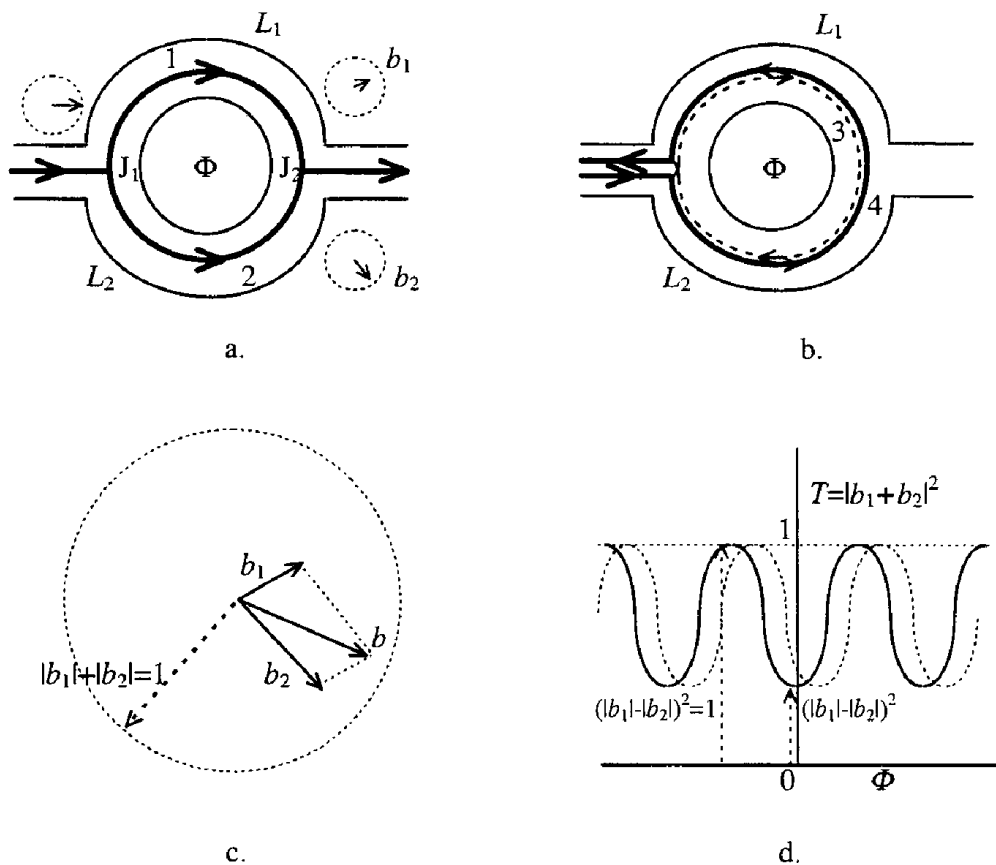 L₁
1
b₁
J₁
Φ
J₂
L₂
2
b₂
a.
L₁
3
Φ
4
L₂
b.
b₁
b
b₂
|b₁|+|b₂|=1
c.
T=|b₁+b₂|²
1
(|b₁|-|b₂|)²=1
(|b₁|-|b₂|)²
0
Φ
d.